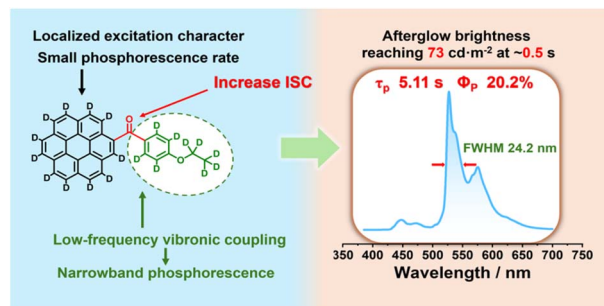 Localized excitation character
Small phosphorescence rate
Increase ISC
D D D D D D D D D D D
O
D D D D
O
D D D D D
Low-frequency vibronic coupling
Narrowband phosphorescence
Afterglow brightness
reaching 73 cd·m⁻² at ~0.5 s
τp 5.11 s Φp 20.2%
FWHM 24.2 nm
350 400 450 500 550 600 650 700 750
Wavelength / nm